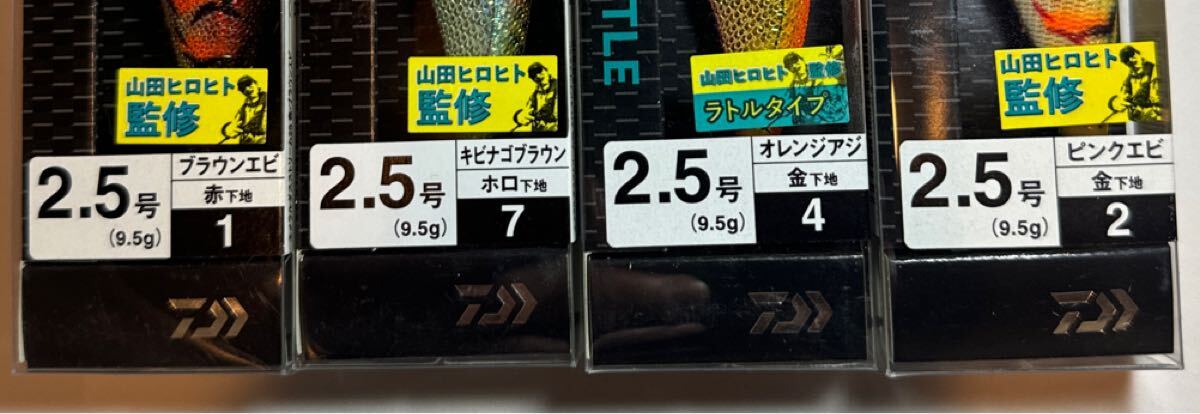 山田ヒロヒト
監修
2.5号
(9.5g)
ブラウンエビ
赤下地
1
山田ヒロヒト
監修
2.5号
(9.5g)
キビナゴブラウン
ホロ下地
7
TLE
山田ヒロヒト 監修
ラトルタイプ
2.5号
(9.5g)
オレンジアジ
金下地
4
山田ヒロヒト
監修
2.5号
(9.5g)
ピンクエビ
金下地
2